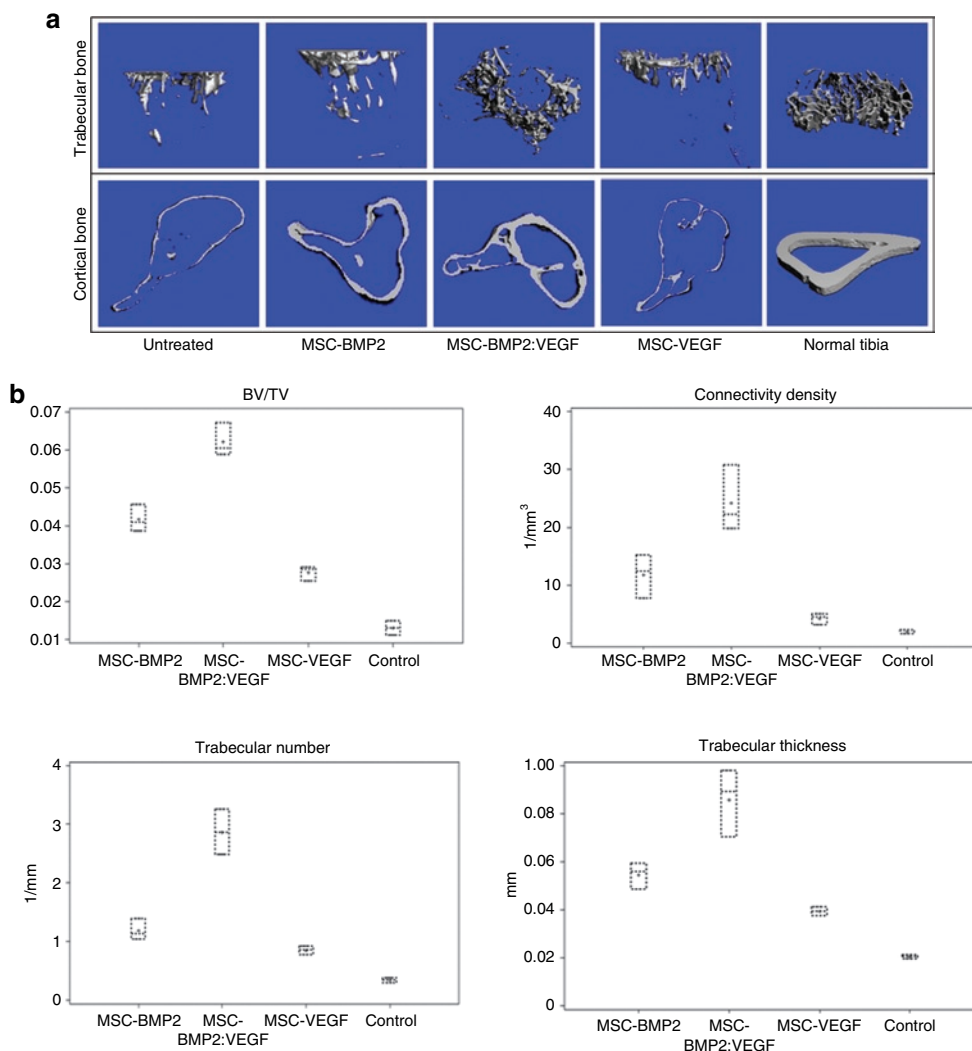 a
Trabecular bone
Cortical bone
Untreated MSC-BMP2 MSC-BMP2:VEGF MSC-VEGF Normal tibia
b
BV/TV
0.07
0.06
0.05
0.04
0.03
0.02
0.01
MSC-BMP2 MSC-BMP2:VEGF MSC-VEGF Control
Connectivity density
1/mm³
40
30
20
10
0
MSC-BMP2 MSC-BMP2:VEGF MSC-VEGF Control
Trabecular number
1/mm
4
3
2
1
0
MSC-BMP2 MSC-BMP2:VEGF MSC-VEGF Control
Trabecular thickness
mm
1.00
0.08
0.06
0.04
0.02
0.00
MSC-BMP2 MSC-BMP2:VEGF MSC-VEGF Control